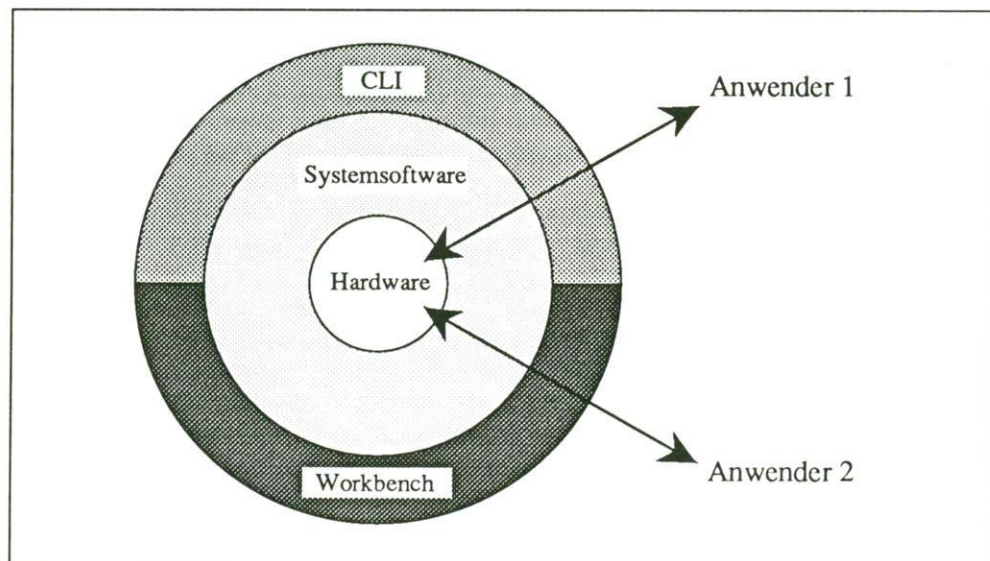 CLI
Anwender 1
Systemsoftware
Hardware
Workbench
Anwender 2